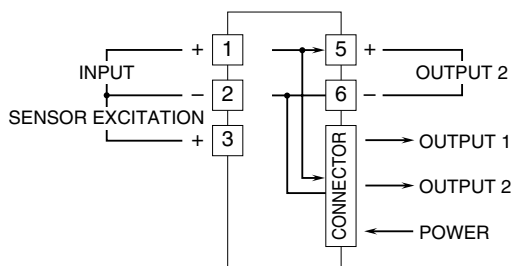 + 1 5 +
INPUT OUTPUT 2
− 2 6 −
SENSOR EXCITATION
+ 3
CONNECTOR
OUTPUT 1
OUTPUT 2
POWER